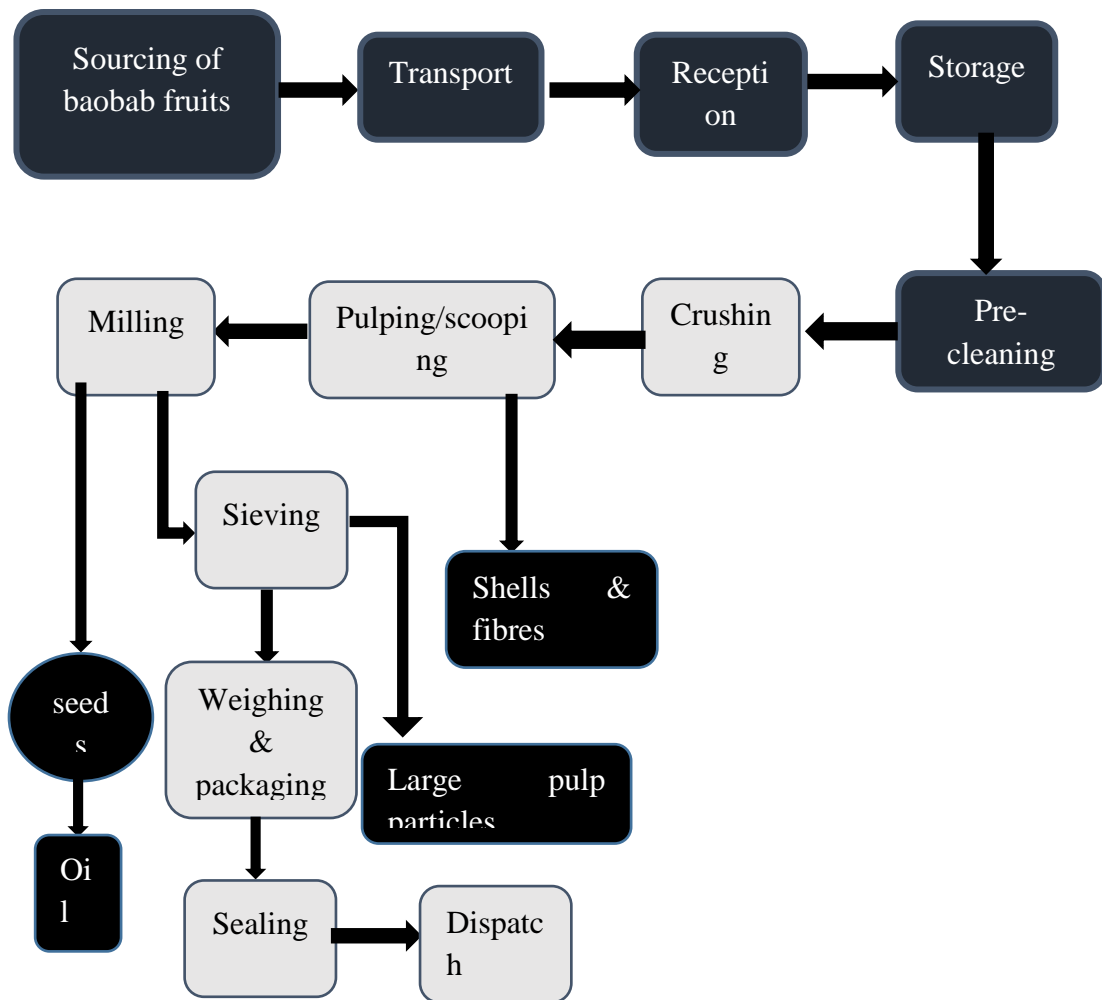 Sourcing of
baobab fruits
Transport
Recepti
on
Storage
Milling
Pulping/scoopi
ng
Crushin
g
Pre-
cleaning
Sieving
Shells & 
fibres
seed
s
Weighing
&
packaging
Large pulp
particles
Oi
l
Sealing
Dispatc
h